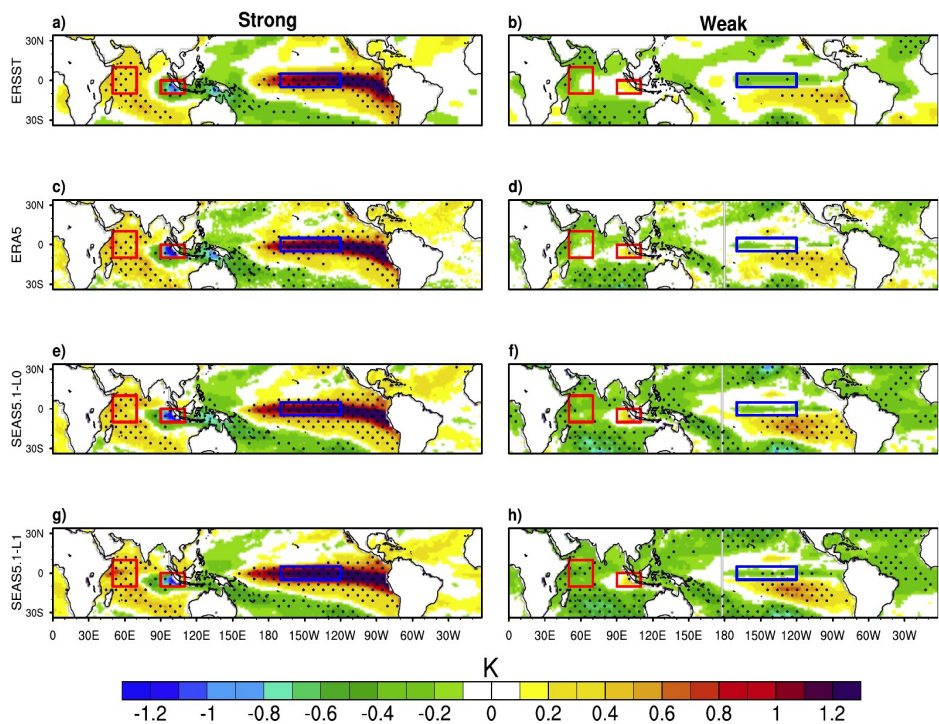 Strong
Weak
a)
b)
ERSST
30N
0
30S
c)
d)
ERA5
30N
0
30S
e)
f)
SEAS5.1-L0
30N
0
30S
g)
h)
SEAS5.1-L1
30N
0
30S
0 30E 60E 90E 120E 150E 180 150W 120W 90W 60W 30W
0 30E 60E 90E 120E 150E 180 150W 120W 90W 60W 30W
K
-1.2 -1 -0.8 -0.6 -0.4 -0.2 0 0.2 0.4 0.6 0.8 1 1.2